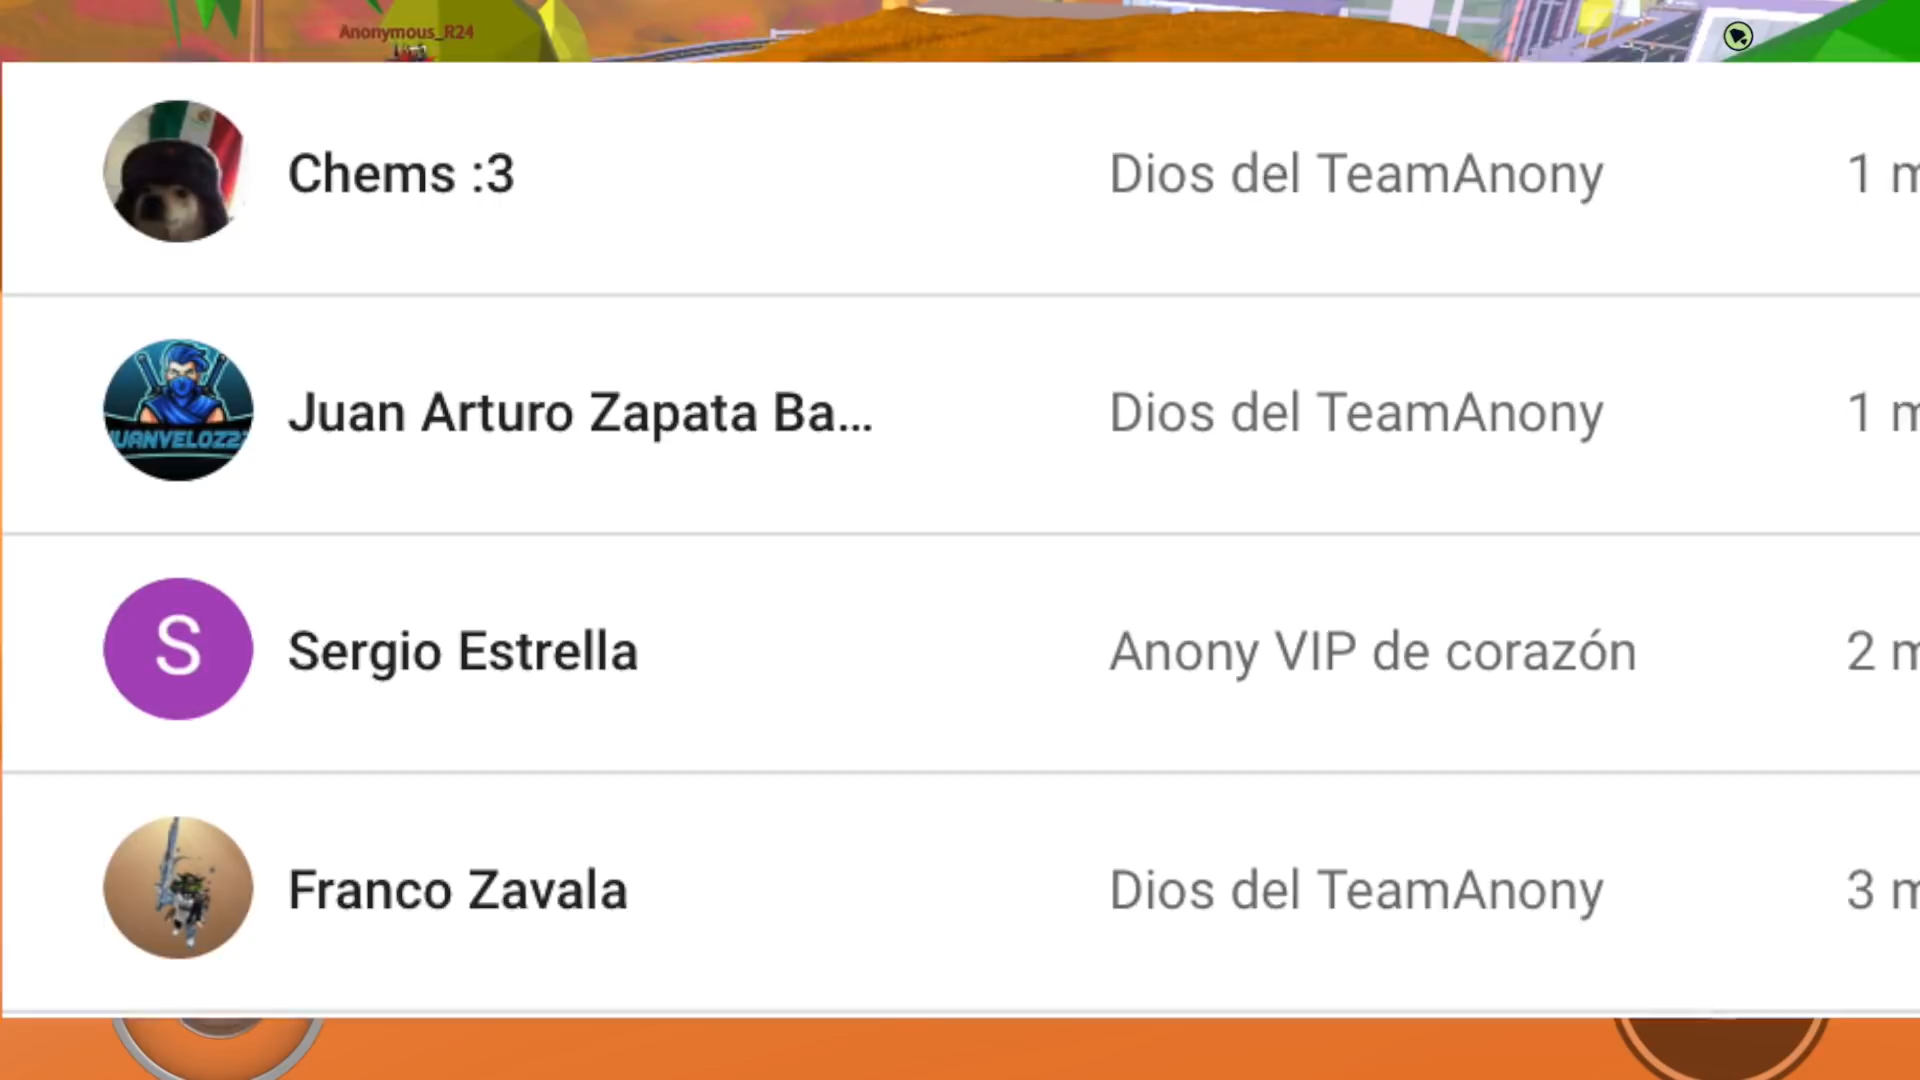 Anonymous_R24
Chems :3 Dios del TeamAnony 1 m
JUANVELOZ2
Juan Arturo Zapata Ba... Dios del TeamAnony 1 m
S Sergio Estrella Anony VIP de corazón 2 m
Franco Zavala Dios del TeamAnony 3 m